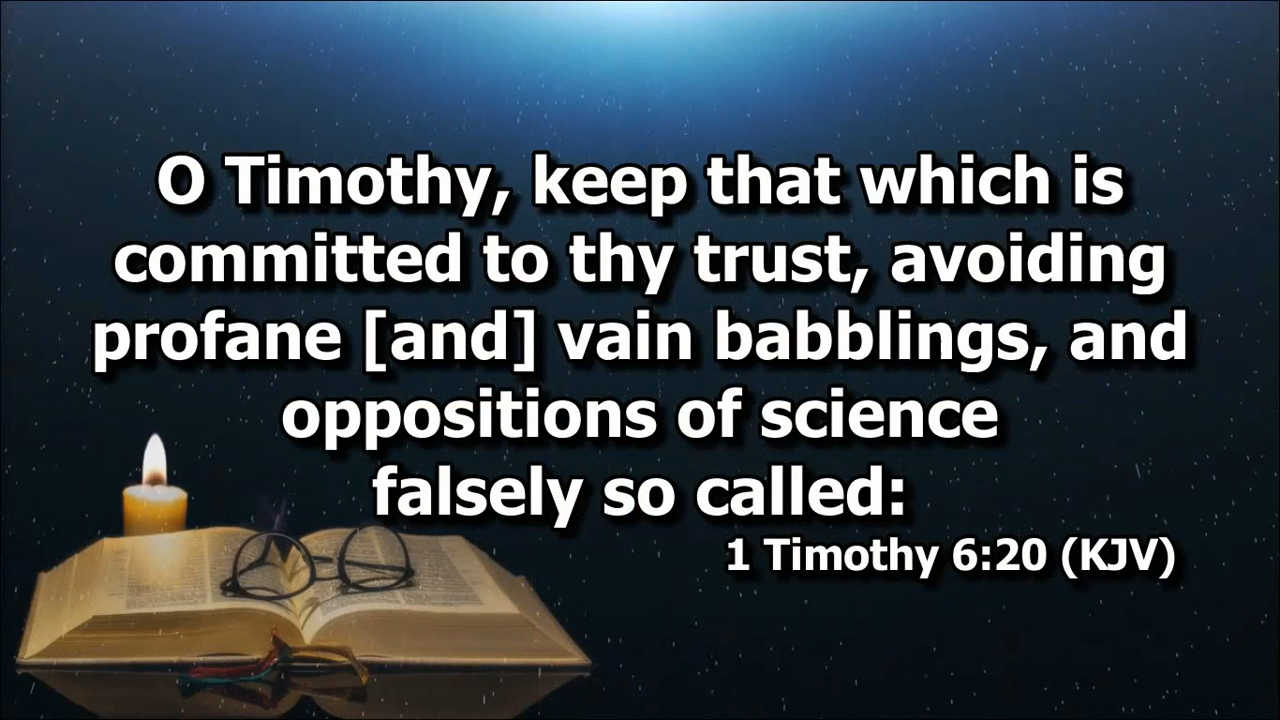 O Timothy, keep that which is
committed to thy trust, avoiding
profane [and] vain babblings, and
oppositions of science
falsely so called:
1 Timothy 6:20 (KJV)